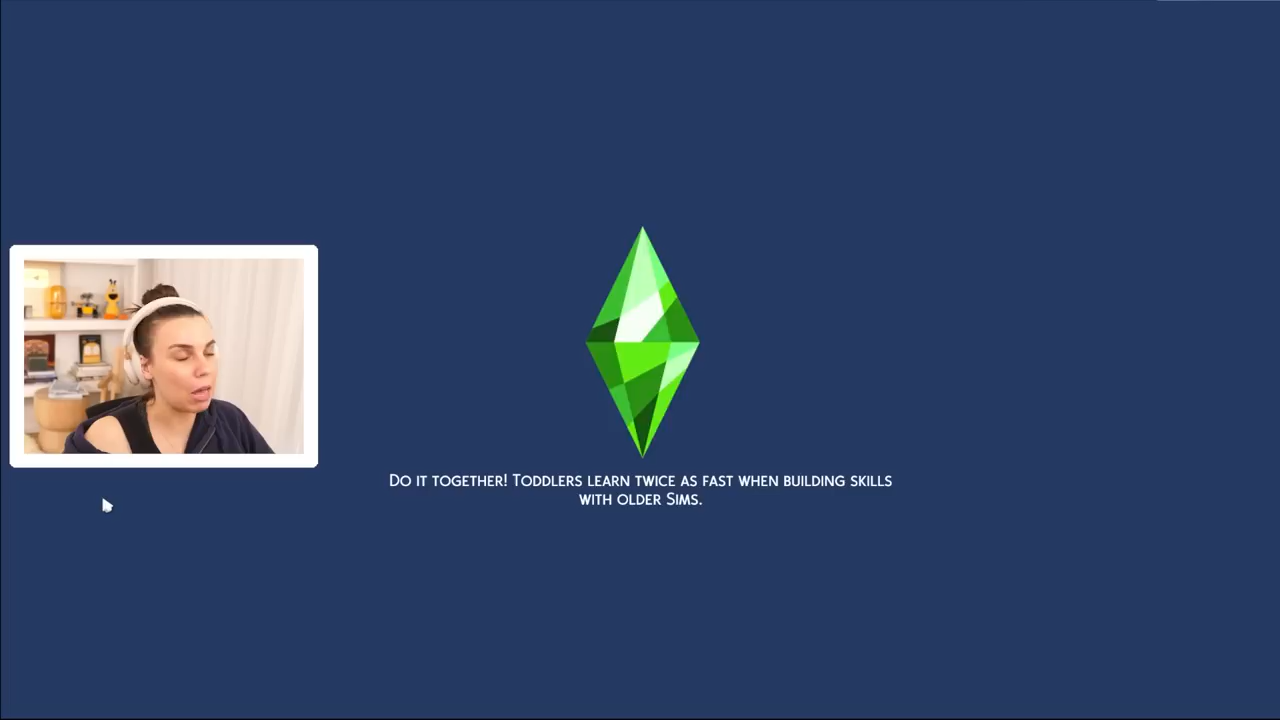 Do it together! Toddlers learn twice as fast when building skills
with older Sims.